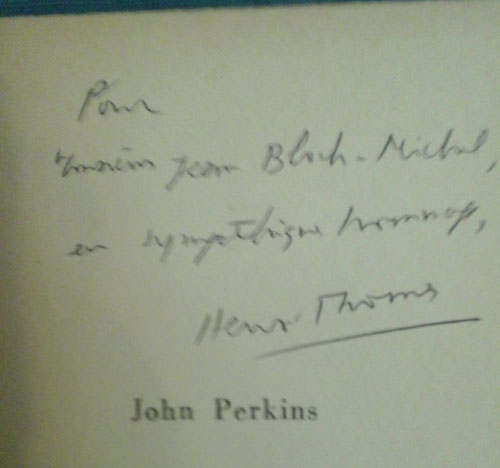 Pour
Monsieur Jean Bloch-Michel,
en sympathique hommage,
Henri Thomas
John Perkins